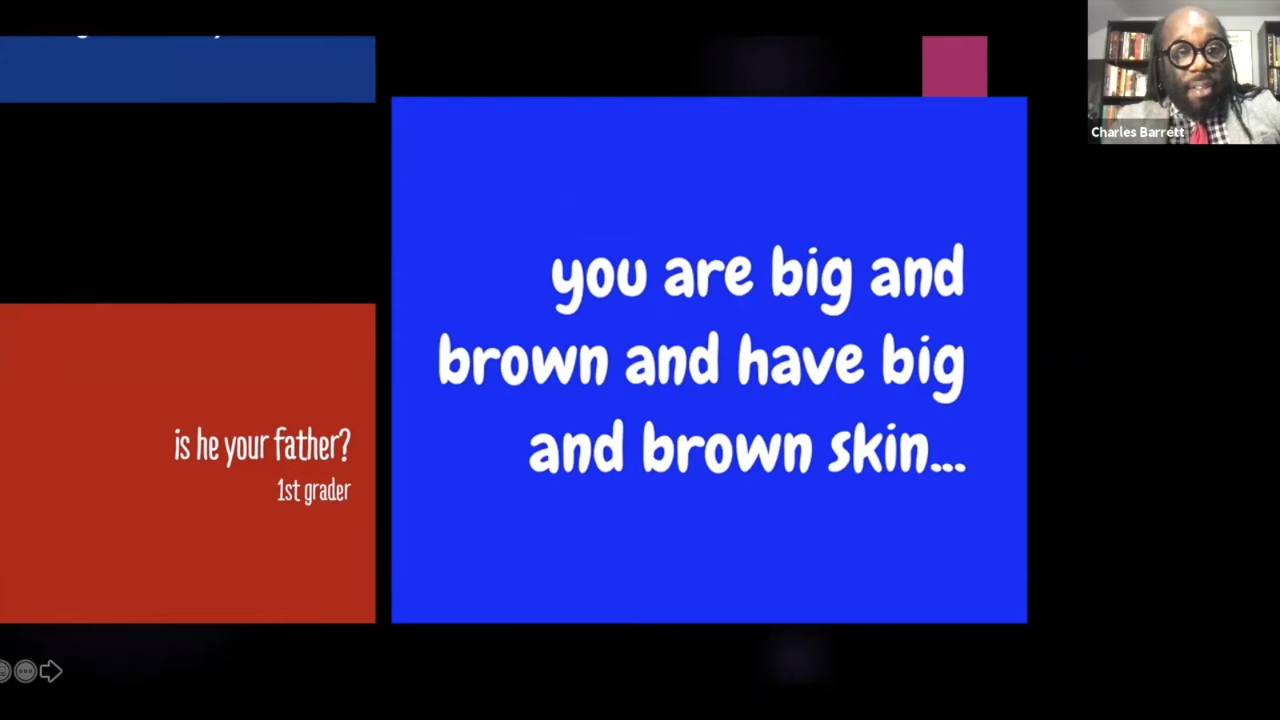 Charles Barrett
you are big and
brown and have big
and brown skin...
is he your father?
1st grader